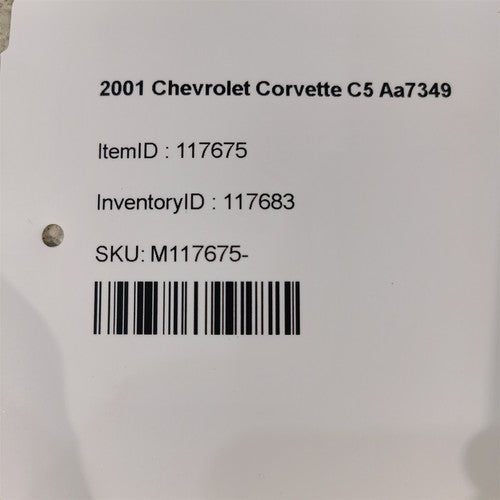 2001 Chevrolet Corvette C5 Aa7349
ItemID : 117675
InventoryID : 117683
SKU: M117675-